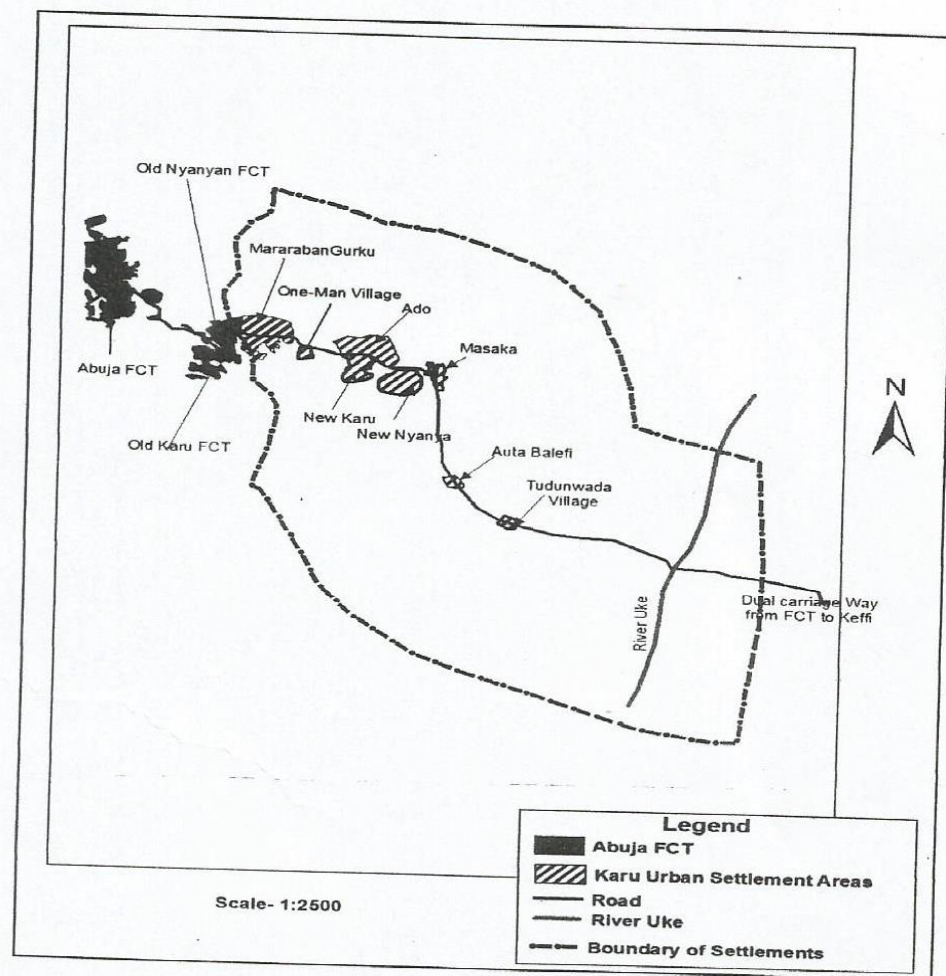 Old Nyanyan FCT
MararabanGurku
One-Man Village
Ado
Masaka
Abuja FCT
N
New Karu
New Nyanya
Old Karu FCT
Auta Balefi
Tudunwada
Village
Dual carriage Way
from FCT to Keffi
River Uke
Legend
Abuja FCT
Karu Urban Settlement Areas
Road
River Uke
Boundary of Settlements
Scale- 1:2500